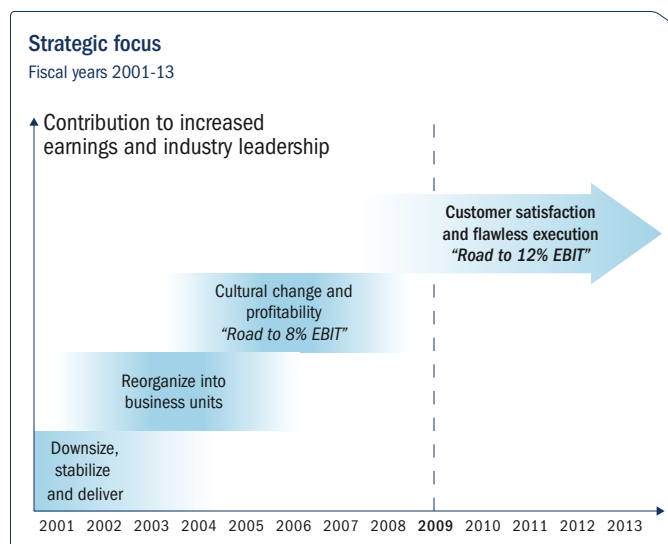 Strategic focus
Fiscal years 2001-13
Contribution to increased
earnings and industry leadership
Customer satisfaction
and flawless execution
“Road to 12% EBIT”
Cultural change and
profitability
“Road to 8% EBIT”
Reorganize into
business units
Downsize,
stabilize
and deliver
2001 2002 2003 2004 2005 2006 2007 2008 2009 2010 2011 2012 2013